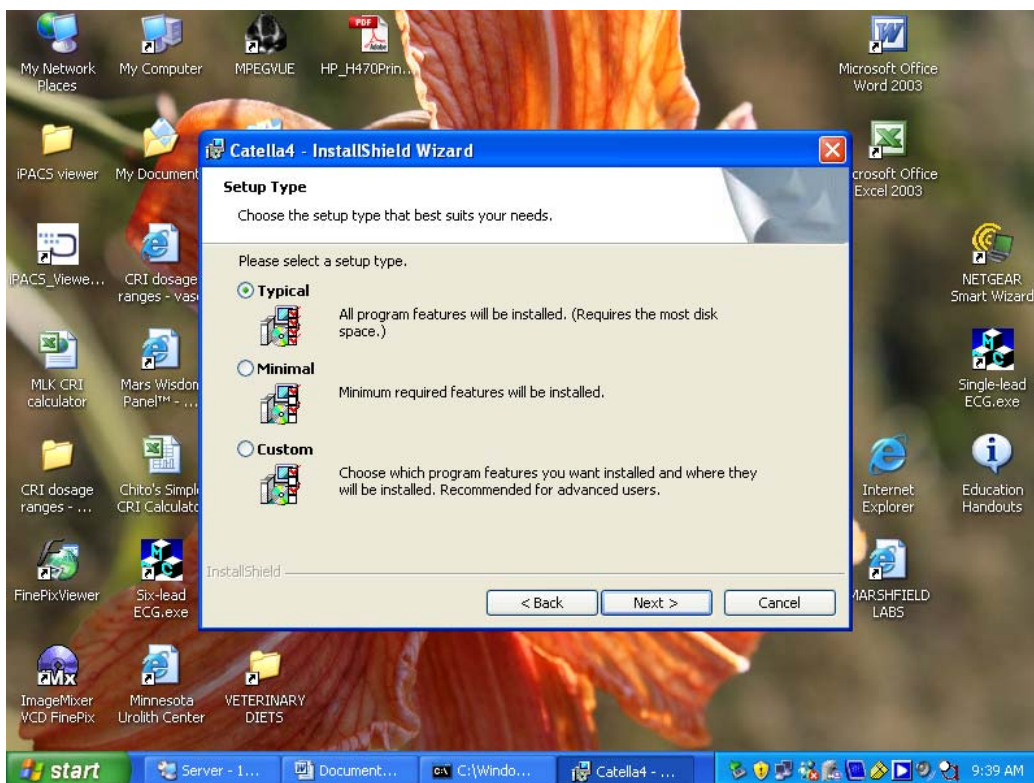 My Network
Places
My Computer
MPEGVUE
PDF
Adobe
HP_H470Prin...
Microsoft Office
Word 2003
iPACS viewer
My Document
crosoft Office
Excel 2003
Catella4 - InstallShield Wizard
Setup Type
Choose the setup type that best suits your needs.
Please select a setup type.
Typical
All program features will be installed. (Requires the most disk
space.)
Minimal
Minimum required features will be installed.
Custom
Choose which program features you want installed and where they
will be installed. Recommended for advanced users.
InstallShield
< Back
Next >
Cancel
iPACS_Viewe...
CRI dosage
ranges - vas
NETGEAR
Smart Wizard
MLK CRI
calculator
Mars Wisdom
Panel™ - ...
Single-lead
ECG.exe
CRI dosage
ranges - ...
Chito's Simpl
CRI Calculato
Internet
Explorer
Education
Handouts
FinePixViewer
Six-lead
ECG.exe
MARSHFIELD
LABS
ImageMixer
VCD FinePix
Minnesota
Urolith Center
VETERINARY
DIETS
start
Server - 1...
Document...
C:\Windo...
Catella4 - ...
9:39 AM